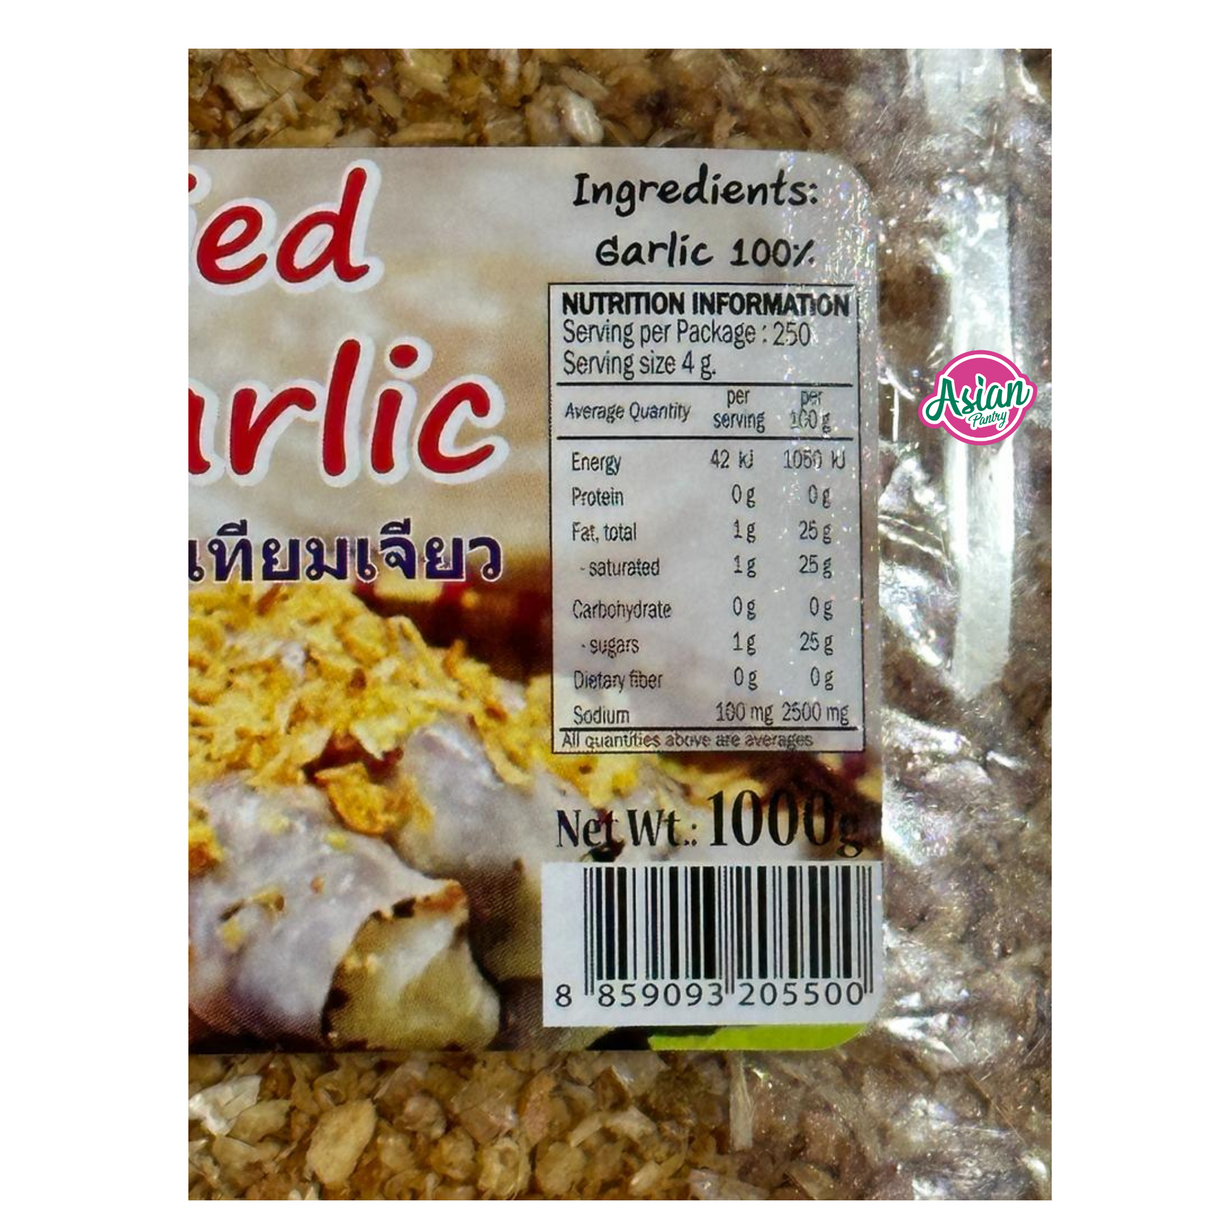 ied
arlic
เทียมเจียว
Ingredients:
Garlic 100%
NUTRITION INFORMATION
Serving per Package : 250
Serving size 4 g.
Average Quantity per serving per 100 g
Energy 42 kJ 1050 kJ
Protein 0 g 0 g
Fat, total 1 g 25 g
- saturated 1 g 25 g
Carbohydrate 0 g 0 g
- sugars 1 g 25 g
Dietary fiber 0 g 0 g
Sodium 100 mg 2500 mg
All quantities above are averages
Net Wt.: 1000g
8 859093 205500
Asian
Pantry